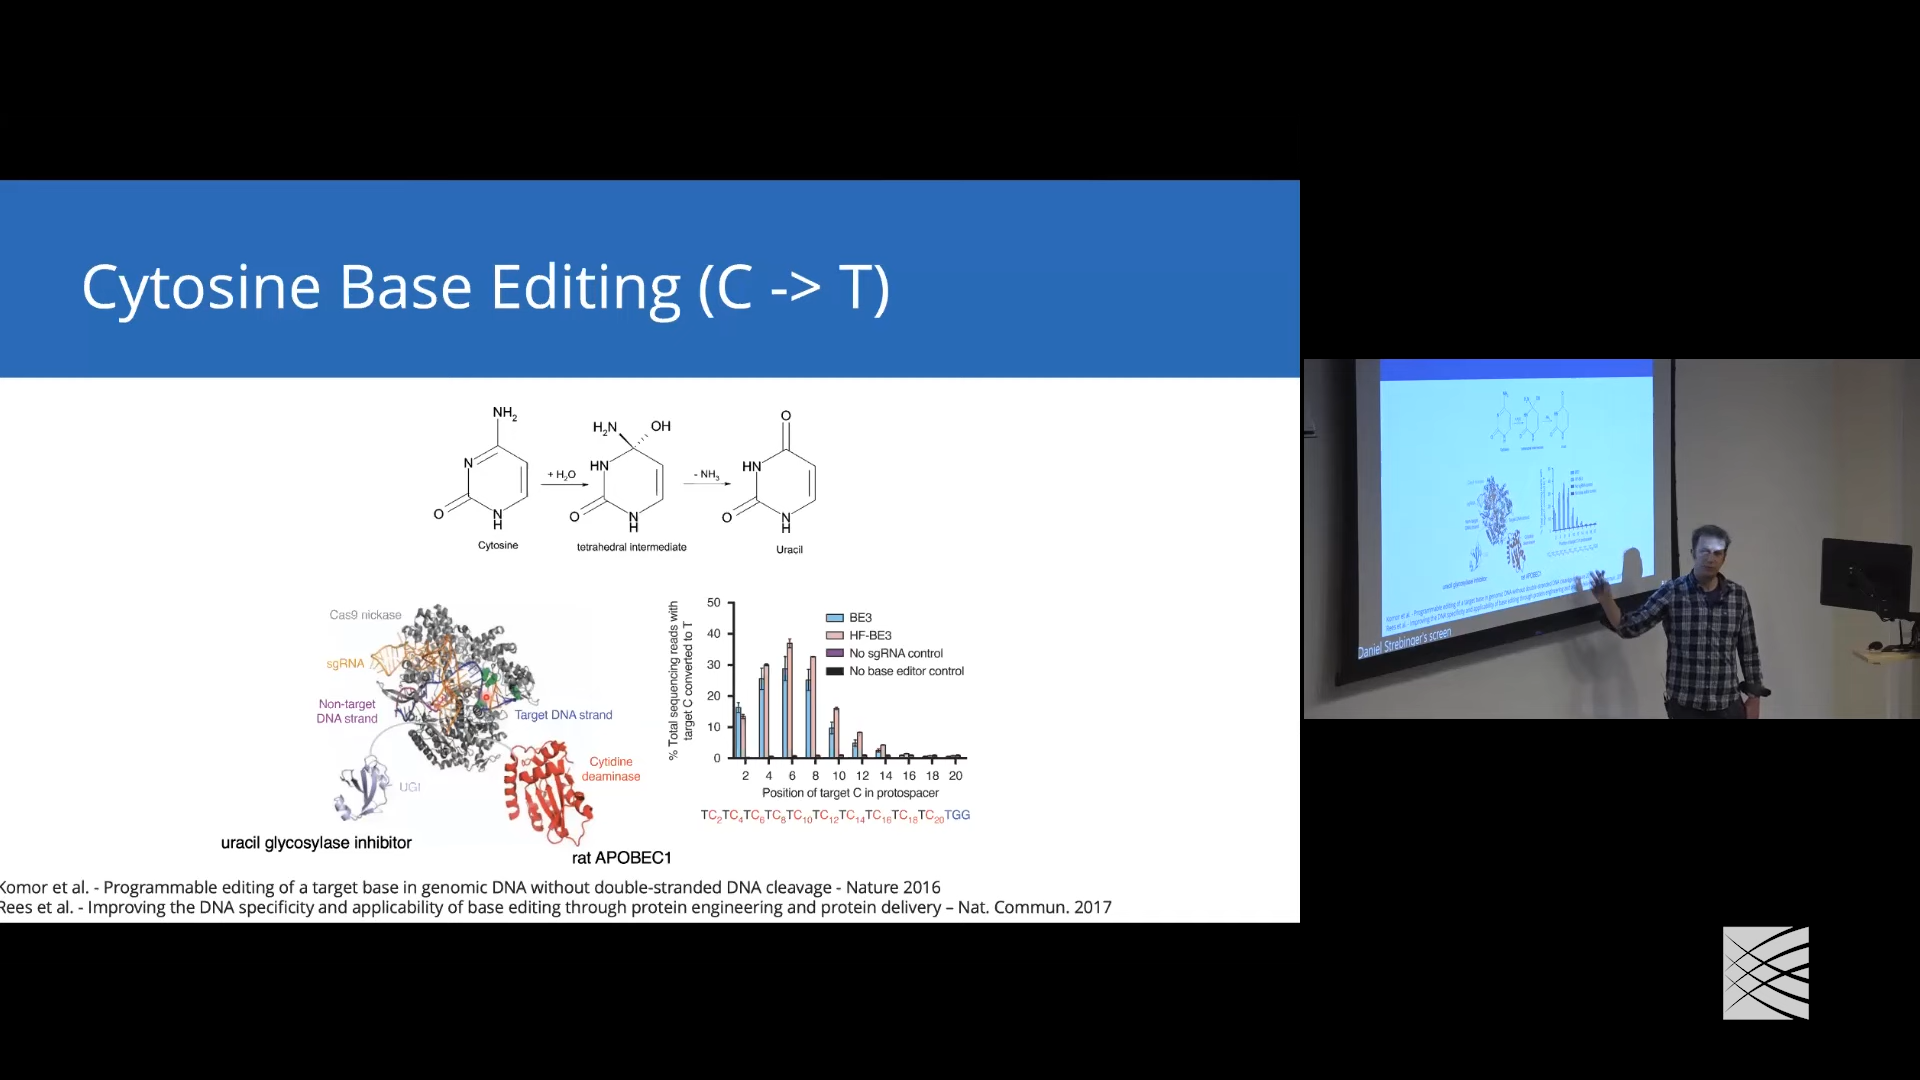 Cytosine Base Editing (C -> T)
NH2
N
O
N
H
Cytosine
+ H2O
H2N
OH
HN
O
N
H
tetrahedral intermediate
- NH3
O
HN
O
N
H
Uracil
Cas9 nickase
sgRNA
Non-target
DNA strand
Target DNA strand
UGI
Cytidine
deaminase
uracil glycosylase inhibitor
rat APOBEC1
% Total sequencing reads with
target C converted to T
50
40
30
20
10
0
BE3
HF-BE3
No sgRNA control
No base editor control
2 4 6 8 10 12 14 16 18 20
Position of target C in protospacer
TC2TC4TC6TC8TC10TC12TC14TC16TC18TC20TGG
Komor et al. - Programmable editing of a target base in genomic DNA without double-stranded DNA cleavage - Nature 2016
Rees et al. - Improving the DNA specificity and applicability of base editing through protein engineering and protein delivery – Nat. Commun. 2017
uracil glycosylase inhibitor
rat APOBEC1
Daniel Strebinger's screen